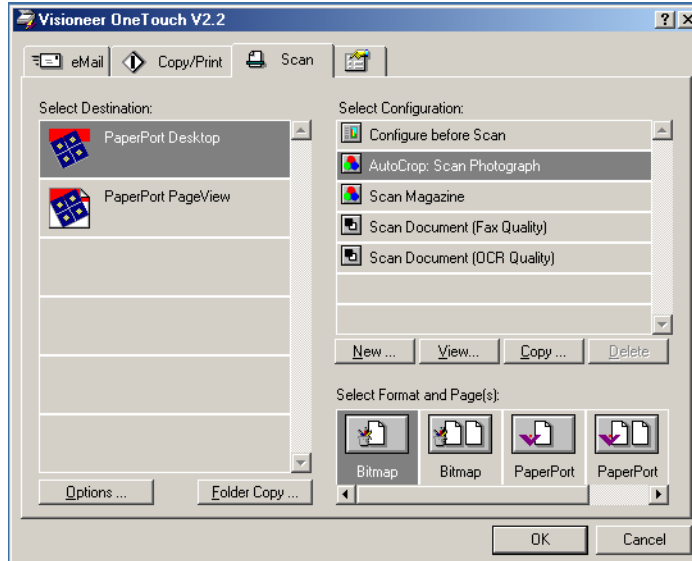 Visioneer OneTouch V2.2
eMail
Copy/Print
Scan
Select Destination:
PaperPort Desktop
PaperPort PageView
Options ...
Folder Copy ...
Select Configuration:
Configure before Scan
AutoCrop: Scan Photograph
Scan Magazine
Scan Document (Fax Quality)
Scan Document (OCR Quality)
New ...
View...
Copy ...
Delete
Select Format and Page(s):
Bitmap
Bitmap
PaperPort
PaperPort
OK
Cancel